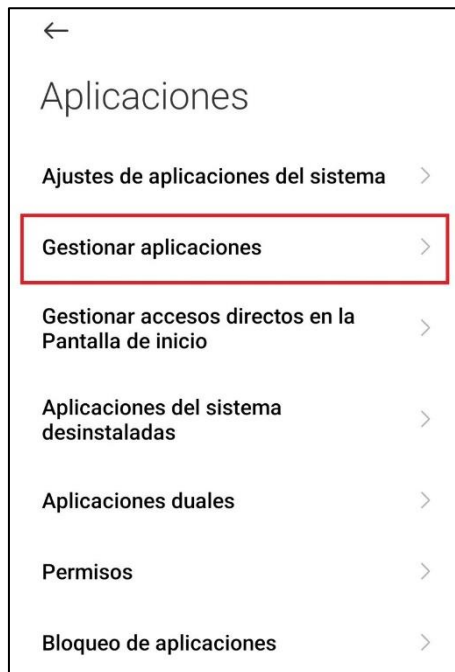 Aplicaciones
Ajustes de aplicaciones del sistema
Gestionar aplicaciones
Gestionar accesos directos en la
Pantalla de inicio
Aplicaciones del sistema
desinstaladas
Aplicaciones duales
Permisos
Bloqueo de aplicaciones